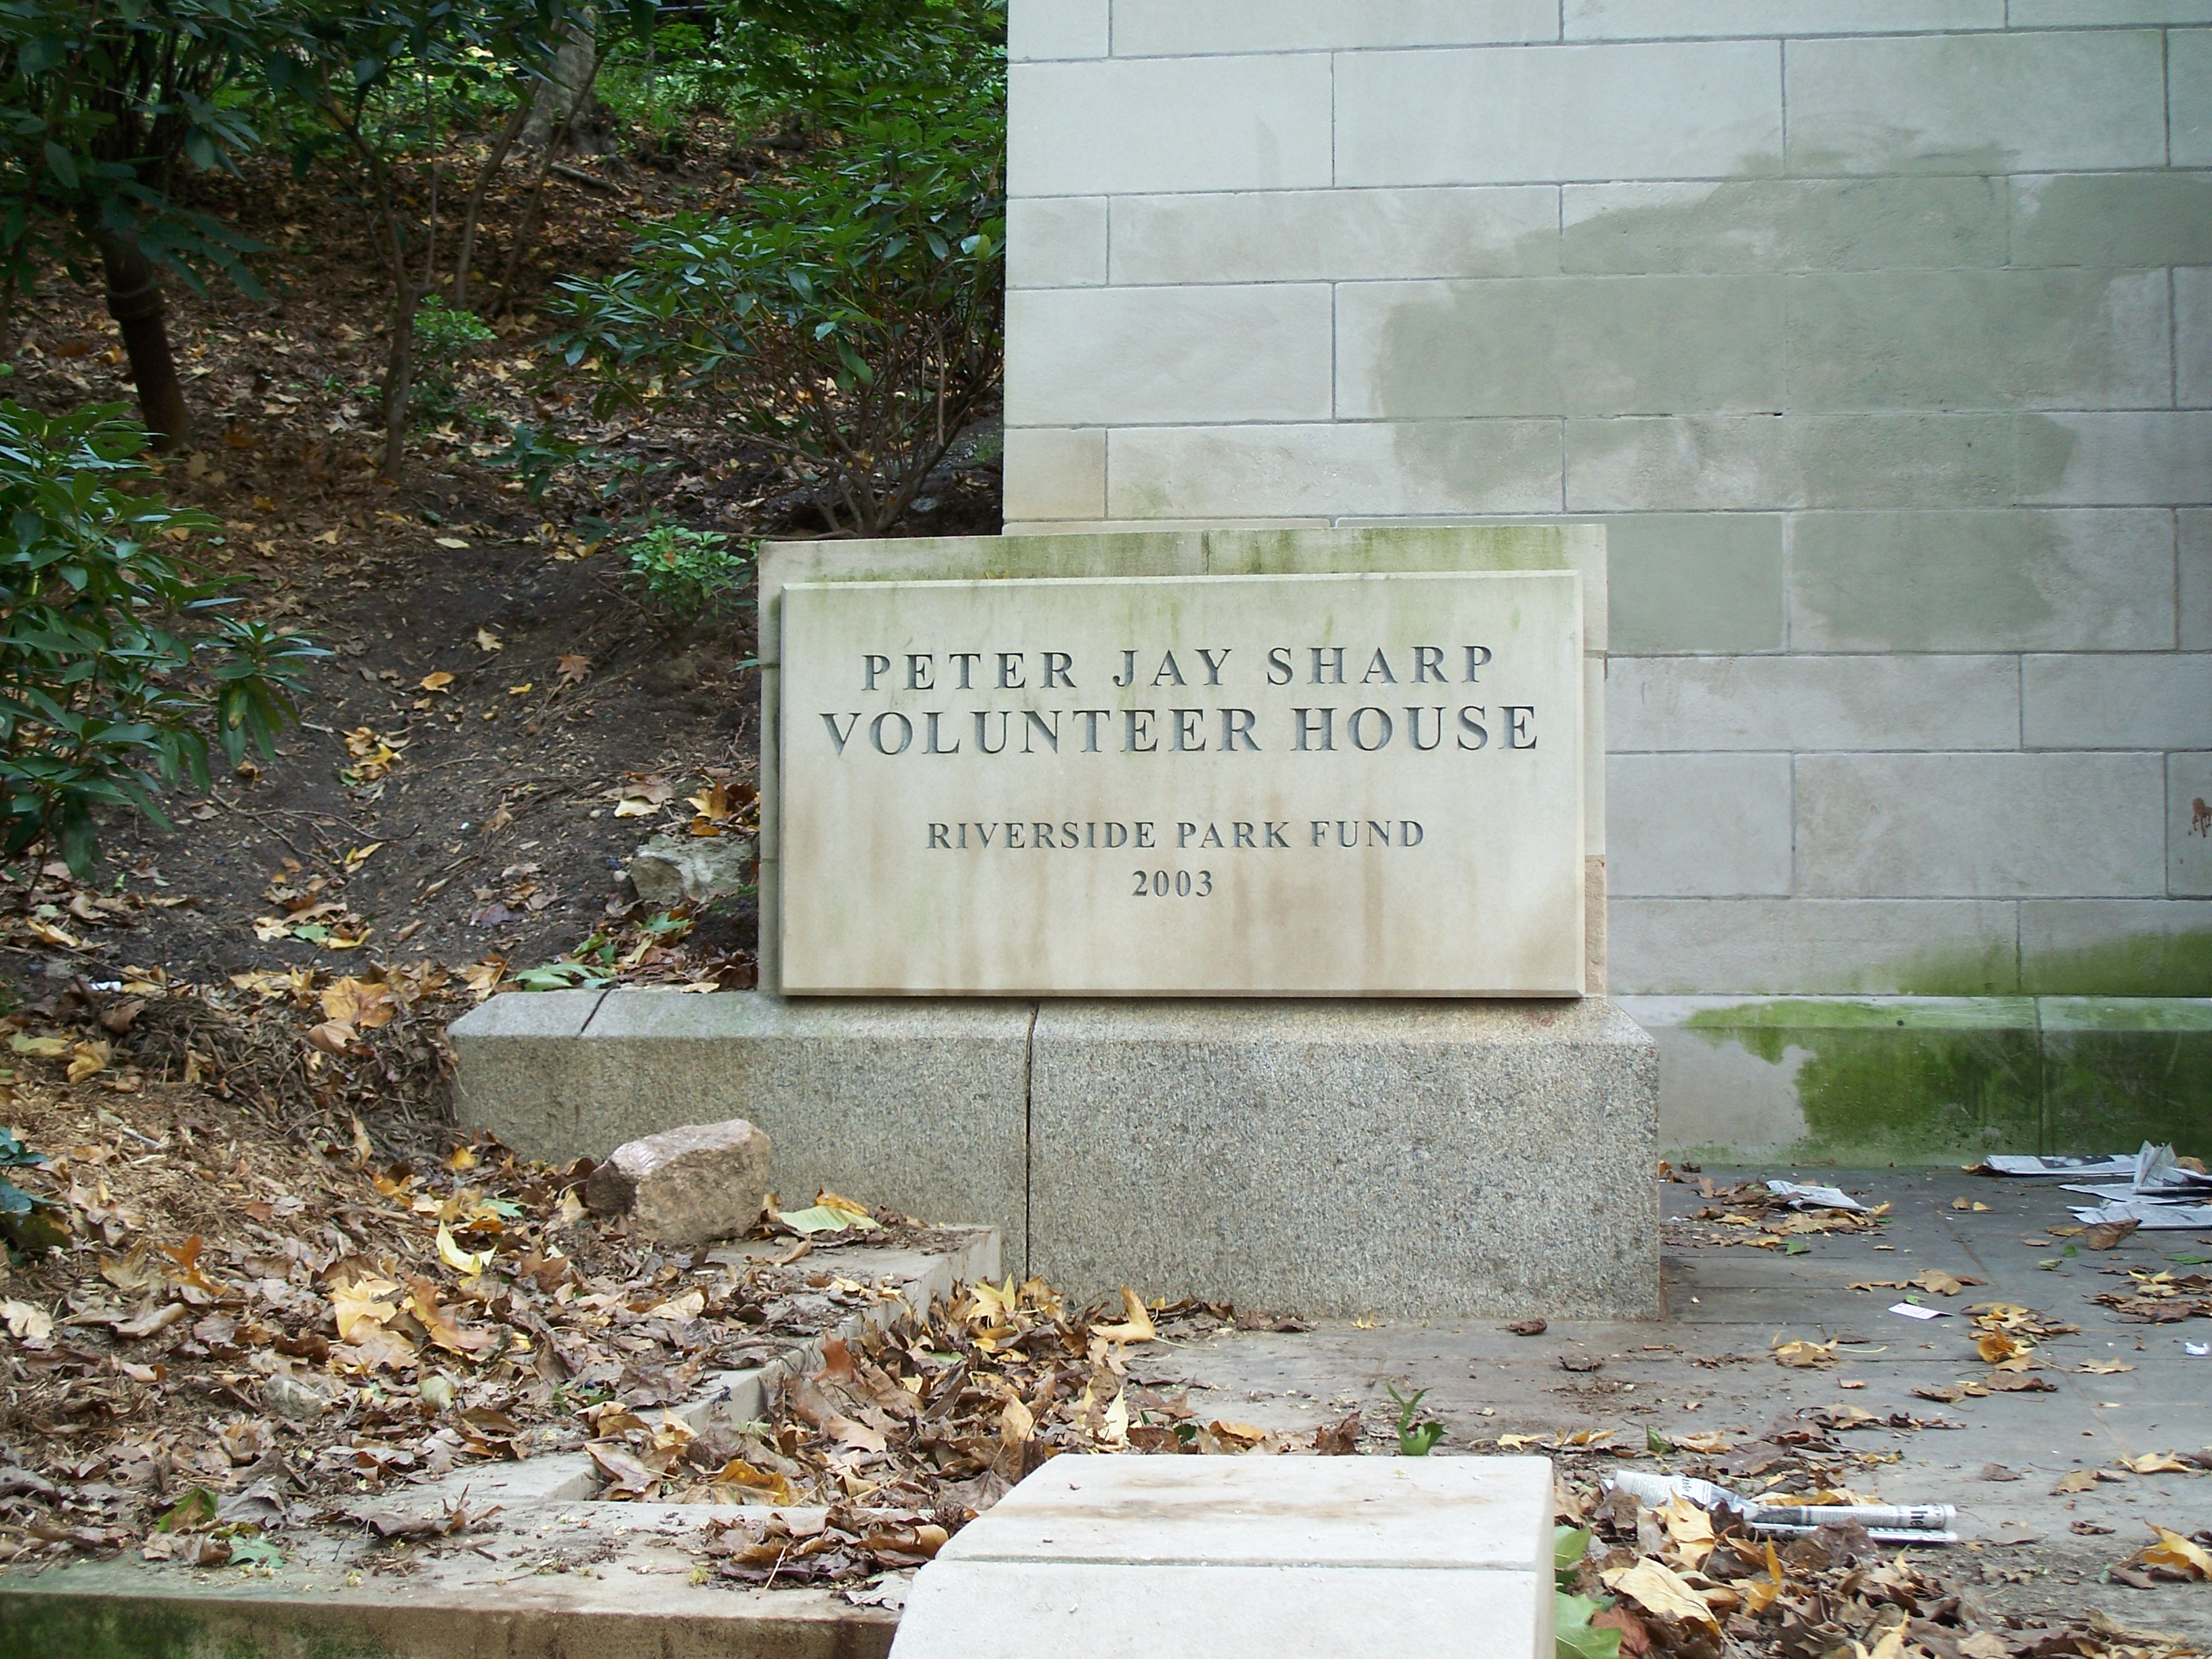 PETER JAY SHARP
VOLUNTEER HOUSE
RIVERSIDE PARK FUND
2003